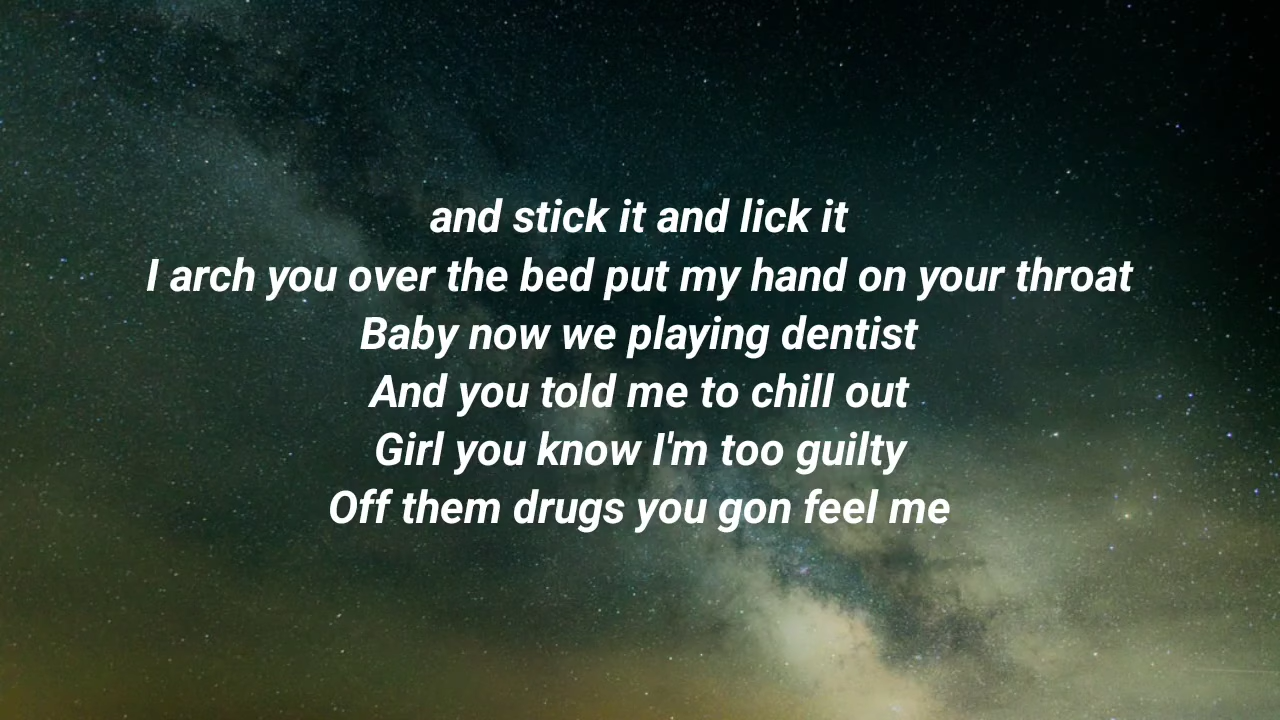 and stick it and lick it
I arch you over the bed put my hand on your throat
Baby now we playing dentist
And you told me to chill out
Girl you know I'm too guilty
Off them drugs you gon feel me